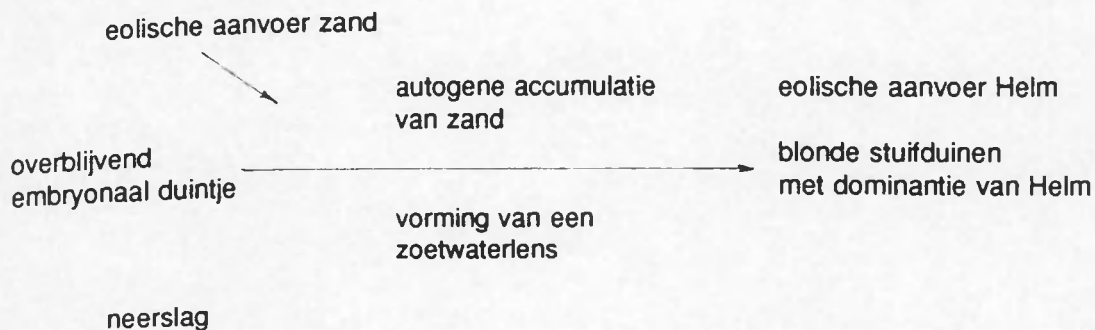 eolische aanvoer zand
autogene accumulatie
van zand
eolische aanvoer Helm
overblijvend
embryonaal duintje
blonde stuifduinen
met dominantie van Helm
vorming van een
zoetwaterlens
neerslag